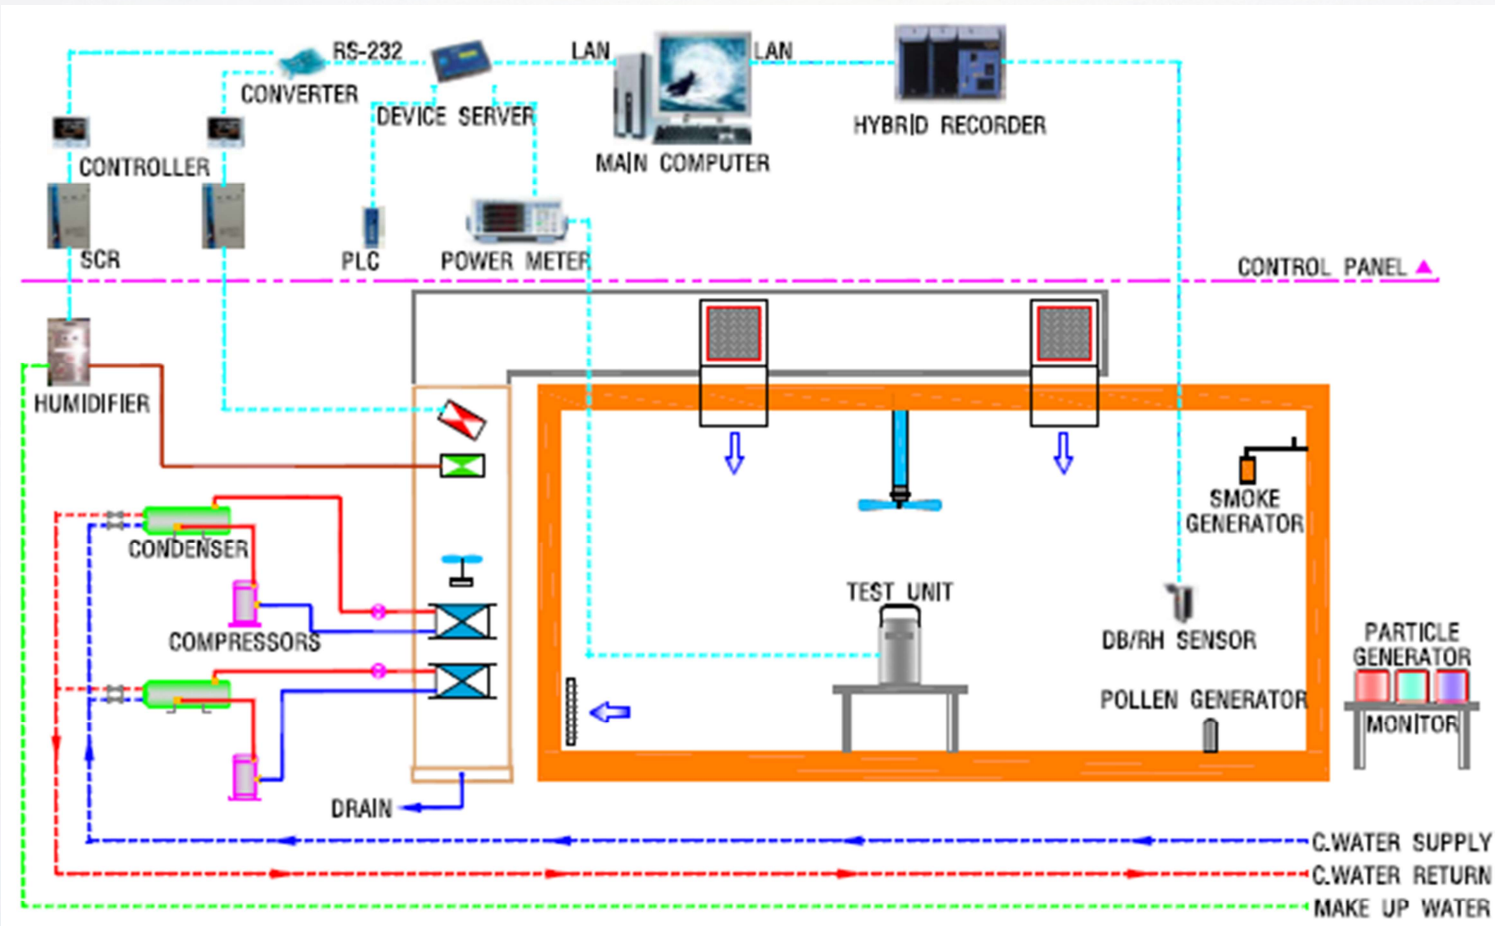 RS-232
LAN
LAN
CONVERTER
DEVICE SERVER
HYBRID RECORDER
MAIN COMPUTER
CONTROLLER
SCR
PLC
POWER METER
CONTROL PANEL
HUMIDIFIER
SMOKE
GENERATOR
CONDENSER
TEST UNIT
COMPRESSORS
DB/RH SENSOR
PARTICLE
GENERATOR
POLLEN GENERATOR
MONITOR
DRAIN
C.WATER SUPPLY
C.WATER RETURN
MAKE UP WATER